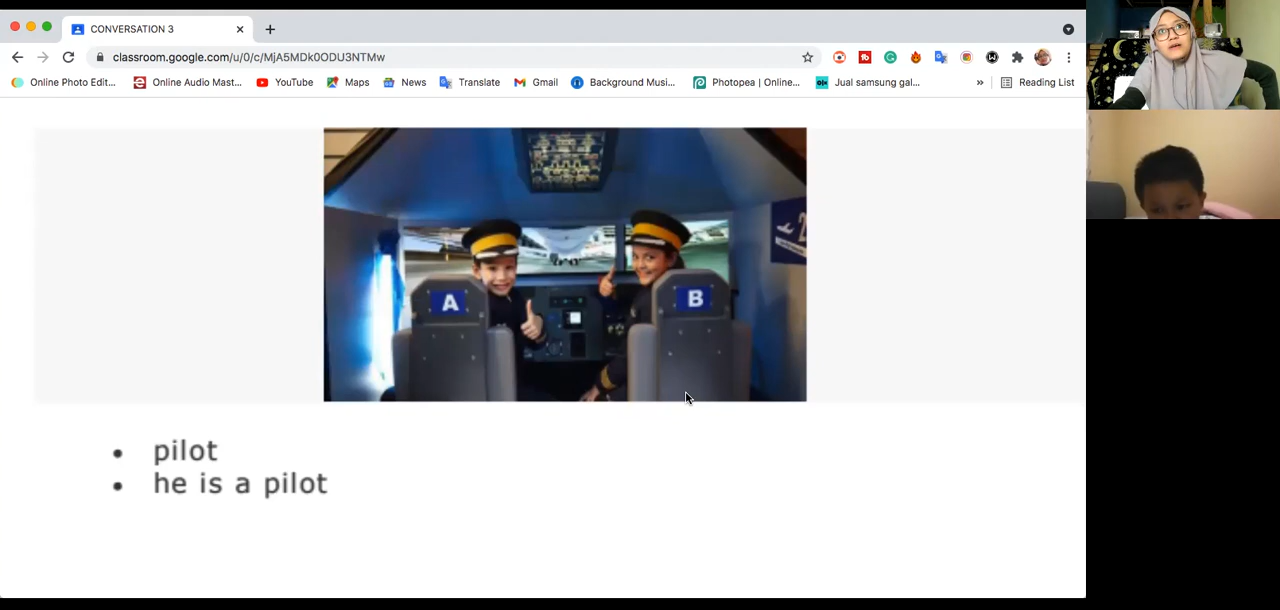 CONVERSATION 3
classroom.google.com/u/0/c/MjA5MDk0ODU3NTMw
Online Photo Edit... Online Audio Mast... YouTube Maps News Translate Gmail Background Musi... Photopea | Online... Jual samsung gal... » Reading List
A B
• pilot
• he is a pilot